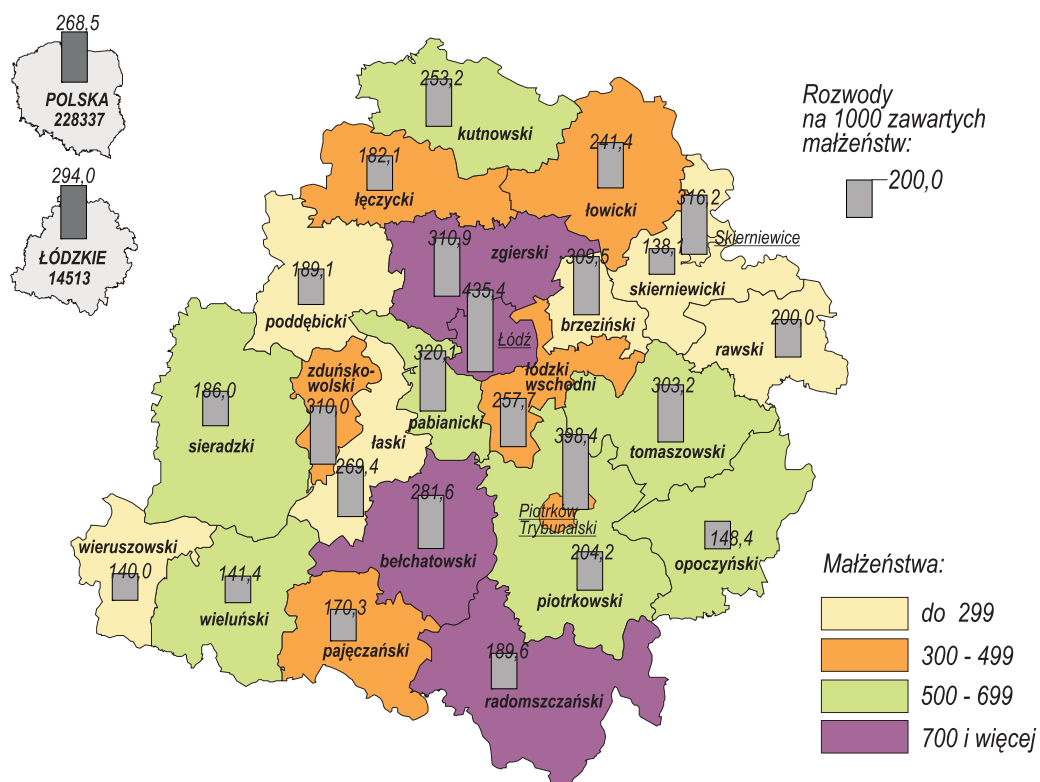 268,5
POLSKA
228337
294,0
ŁÓDZKIE
14513
Rozwody
na 1000 zawartych
małżeństw:
200,0
253,2
kutnowski
182,1
łęczycki
241,4
łowicki
316,2
Skierniewice
138,1
skierniewicki
310,9
zgierski
309,5
brzeziński
189,1
poddębicki
435,4
Łódź
200,0
rawski
320,1
pabianicki
zduńsko-
wolski
310,0
łódzki
wschodni
257,7
186,0
sieradzki
303,2
tomaszowski
łaski
269,4
398,4
Piotrków
Trybunalski
281,6
bełchatowski
148,4
opoczyński
wieruszowski
140,0
141,4
wieluński
204,2
piotrkowski
170,3
pajęczański
189,6
radomszczański
Małżeństwa:
do 299
300 - 499
500 - 699
700 i więcej